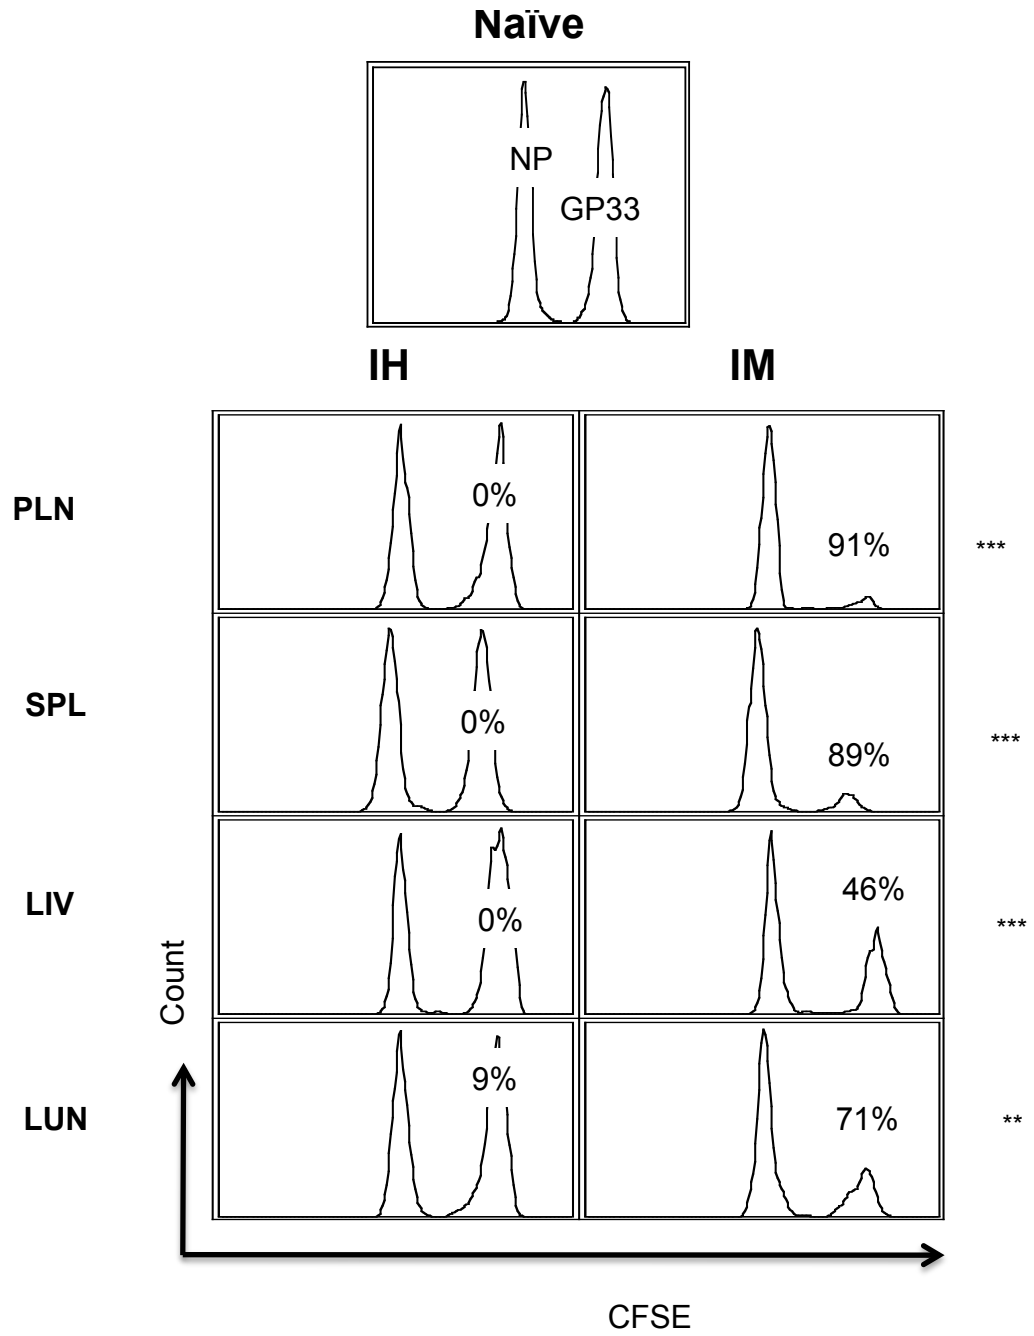 Naïve
NP
GP33
IH
IM
PLN
0%
91%
***
SPL
0%
89%
***
LIV
0%
46%
***
Count
LUN
9%
71%
**
CFSE